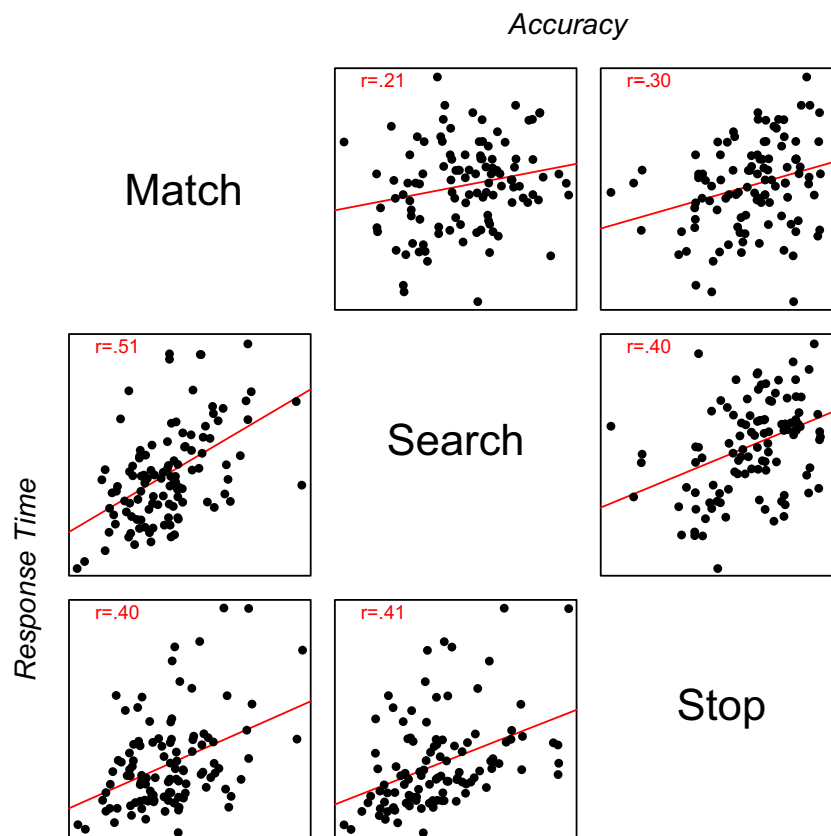 Accuracy
r=.21
r=.30
Match
r=.51
r=.40
Search
Response Time
r=.40
r=.41
Stop